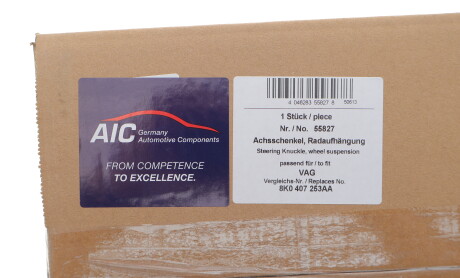 AIC Germany
Automotive Components
FROM COMPETENCE
TO EXCELLENCE.
4 046263 55827 8
1 Stück / piece
Nr. / No. 55827
Achsschenkel, Radaufhängung
Steering Knuckle, wheel suspension
passend für / to fit
VAG
Vergleichs-Nr. / Replaces No.
8K0 407 253AA